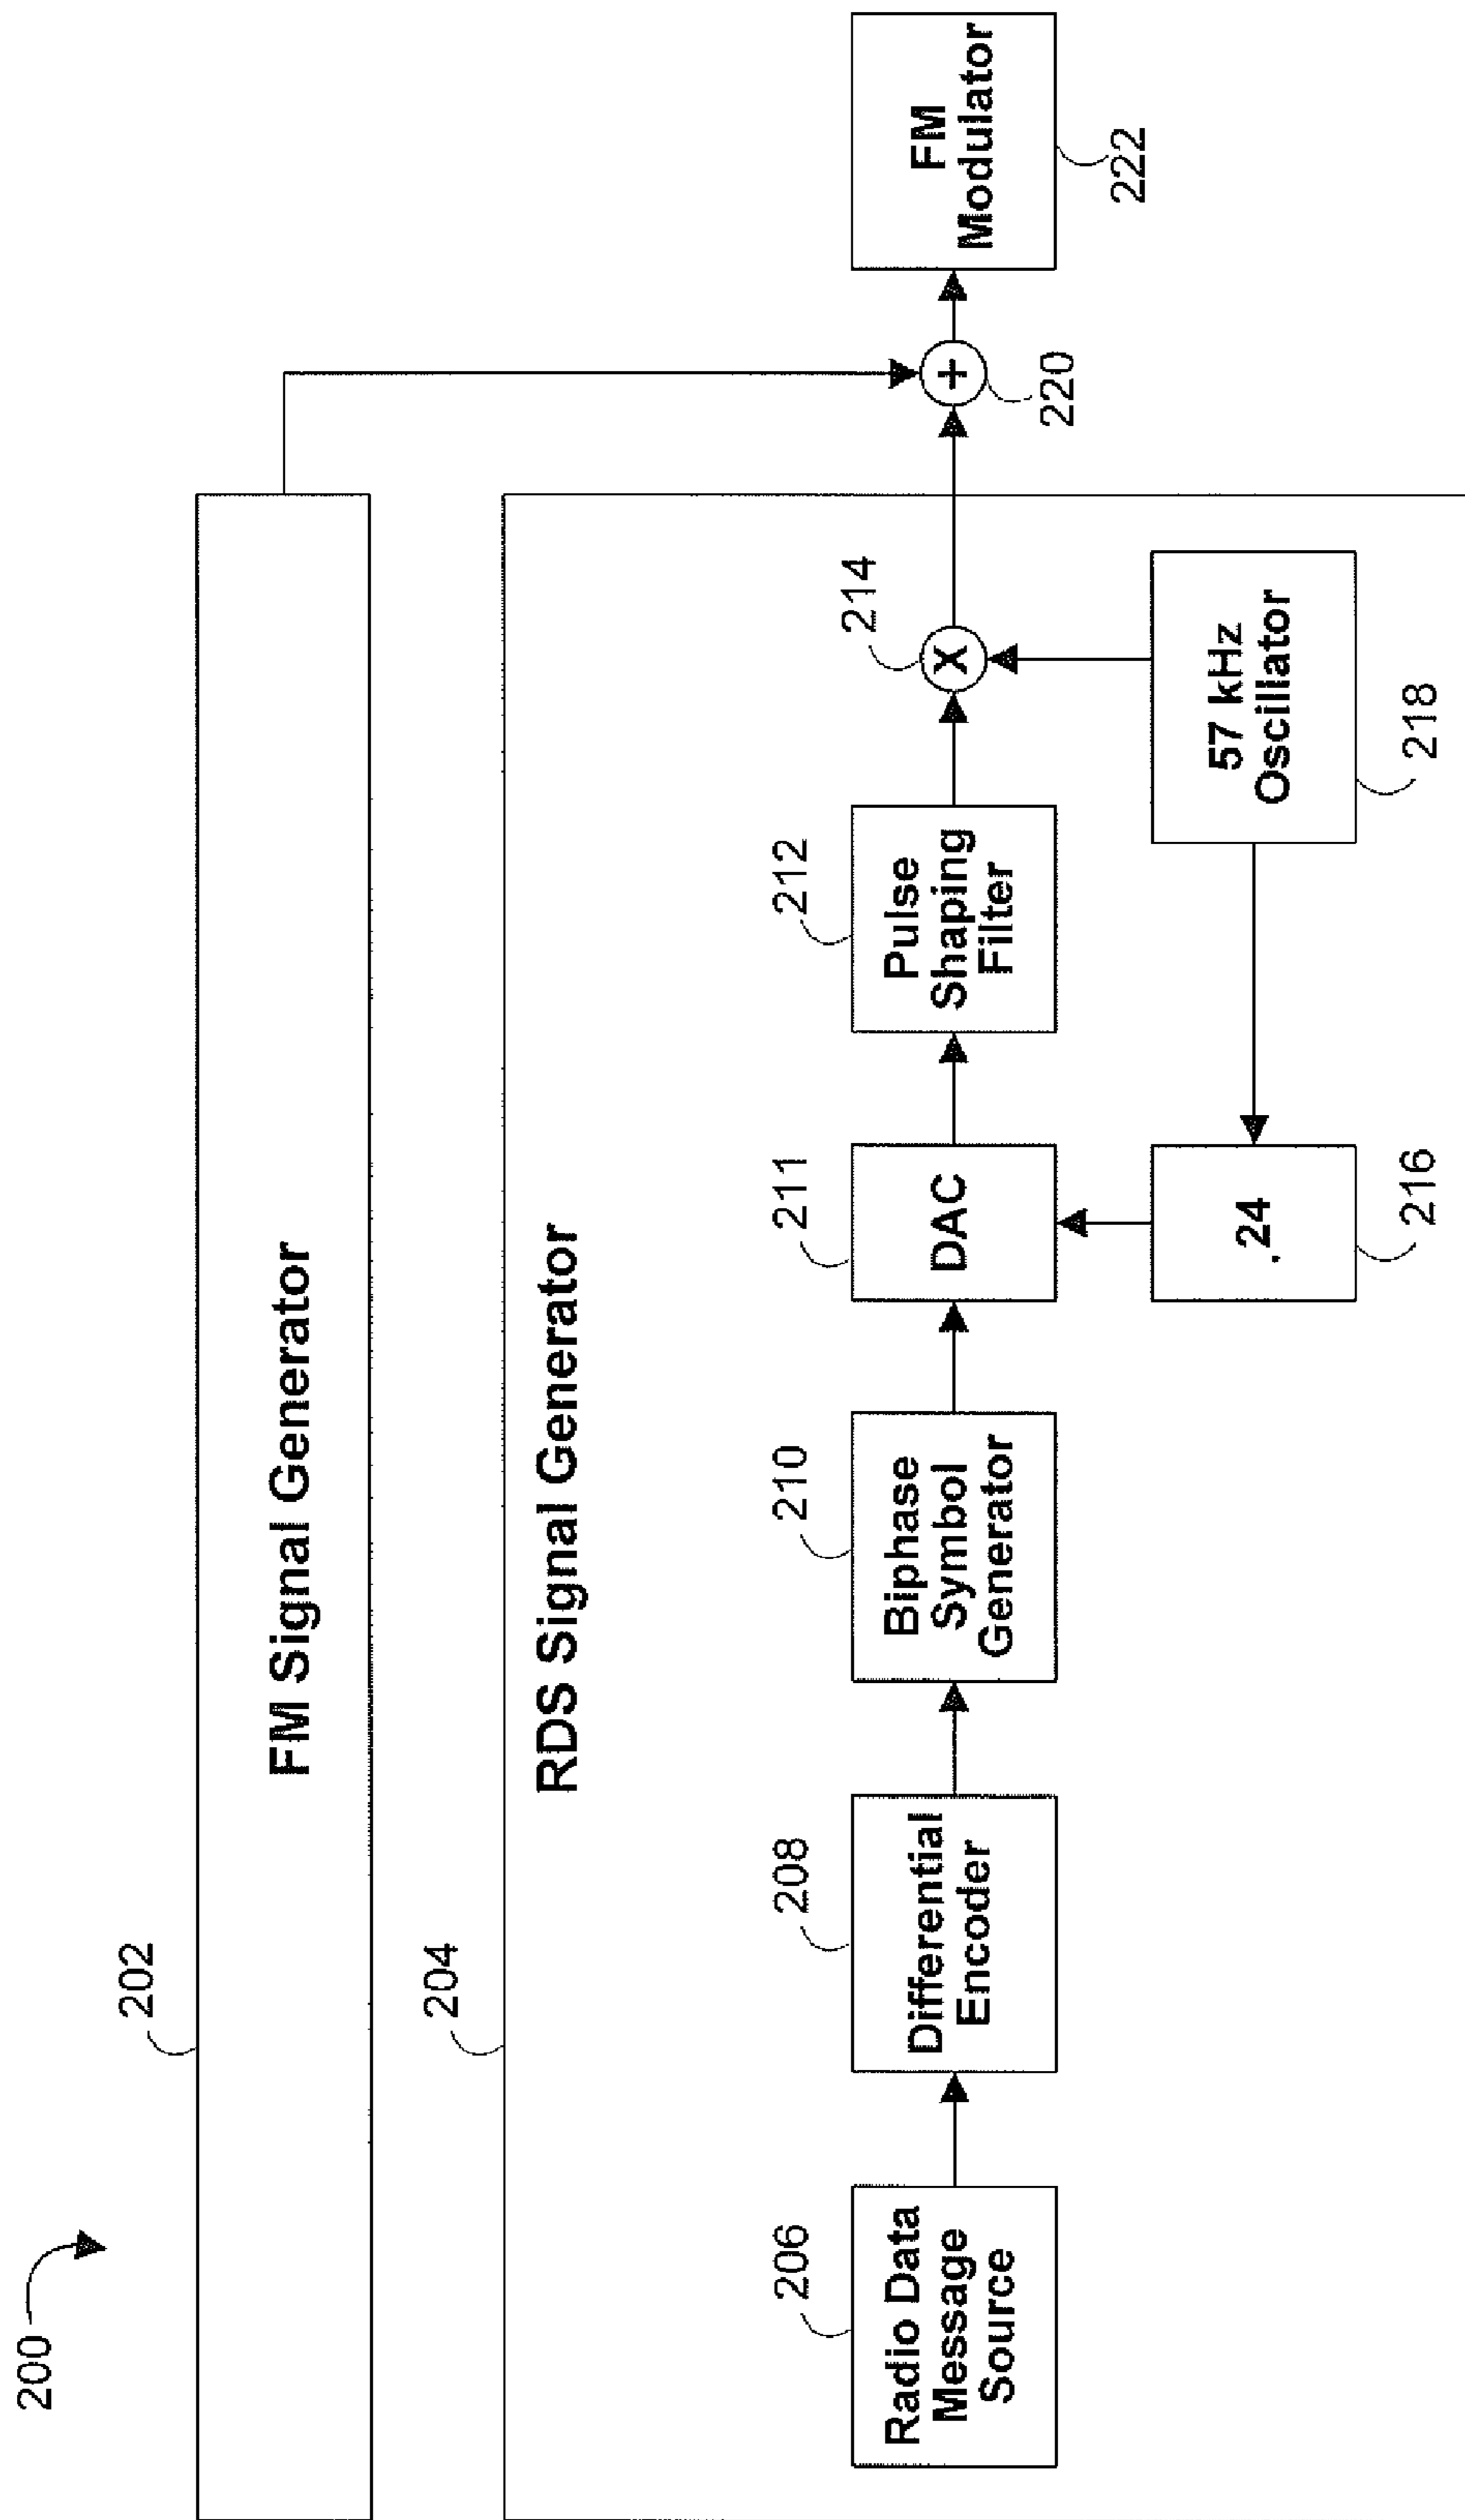 200
202
FM Signal Generator
204
RDS Signal Generator
206
Radio Data
Message
Source
208
Differential
Encoder
210
Biphase
Symbol
Generator
211
DAC
212
Pulse
Shaping
Filter
214
X
. 24
216
57 kHz
Oscillator
218
+
220
FM
Modulator
222